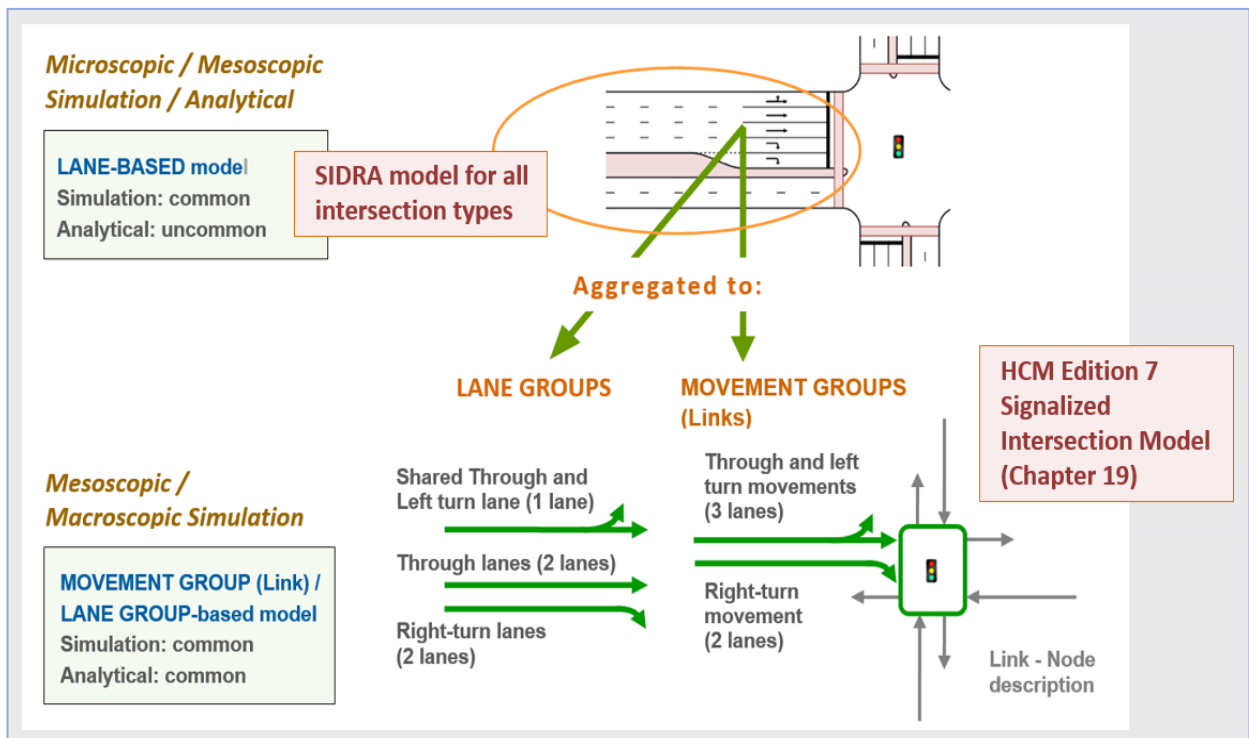 Microscopic / Mesoscopic
Simulation / Analytical
LANE-BASED model
Simulation: common
Analytical: uncommon
SIDRA model for all
intersection types
Aggregated to:
LANE GROUPS
MOVEMENT GROUPS
(Links)
HCM Edition 7
Signalized
Intersection Model
(Chapter 19)
Mesoscopic /
Macroscopic Simulation
MOVEMENT GROUP (Link) /
LANE GROUP-based model
Simulation: common
Analytical: common
Shared Through and
Left turn lane (1 lane)
Through lanes (2 lanes)
Right-turn lanes
(2 lanes)
Through and left
turn movements
(3 lanes)
Right-turn
movement
(2 lanes)
Link - Node
description